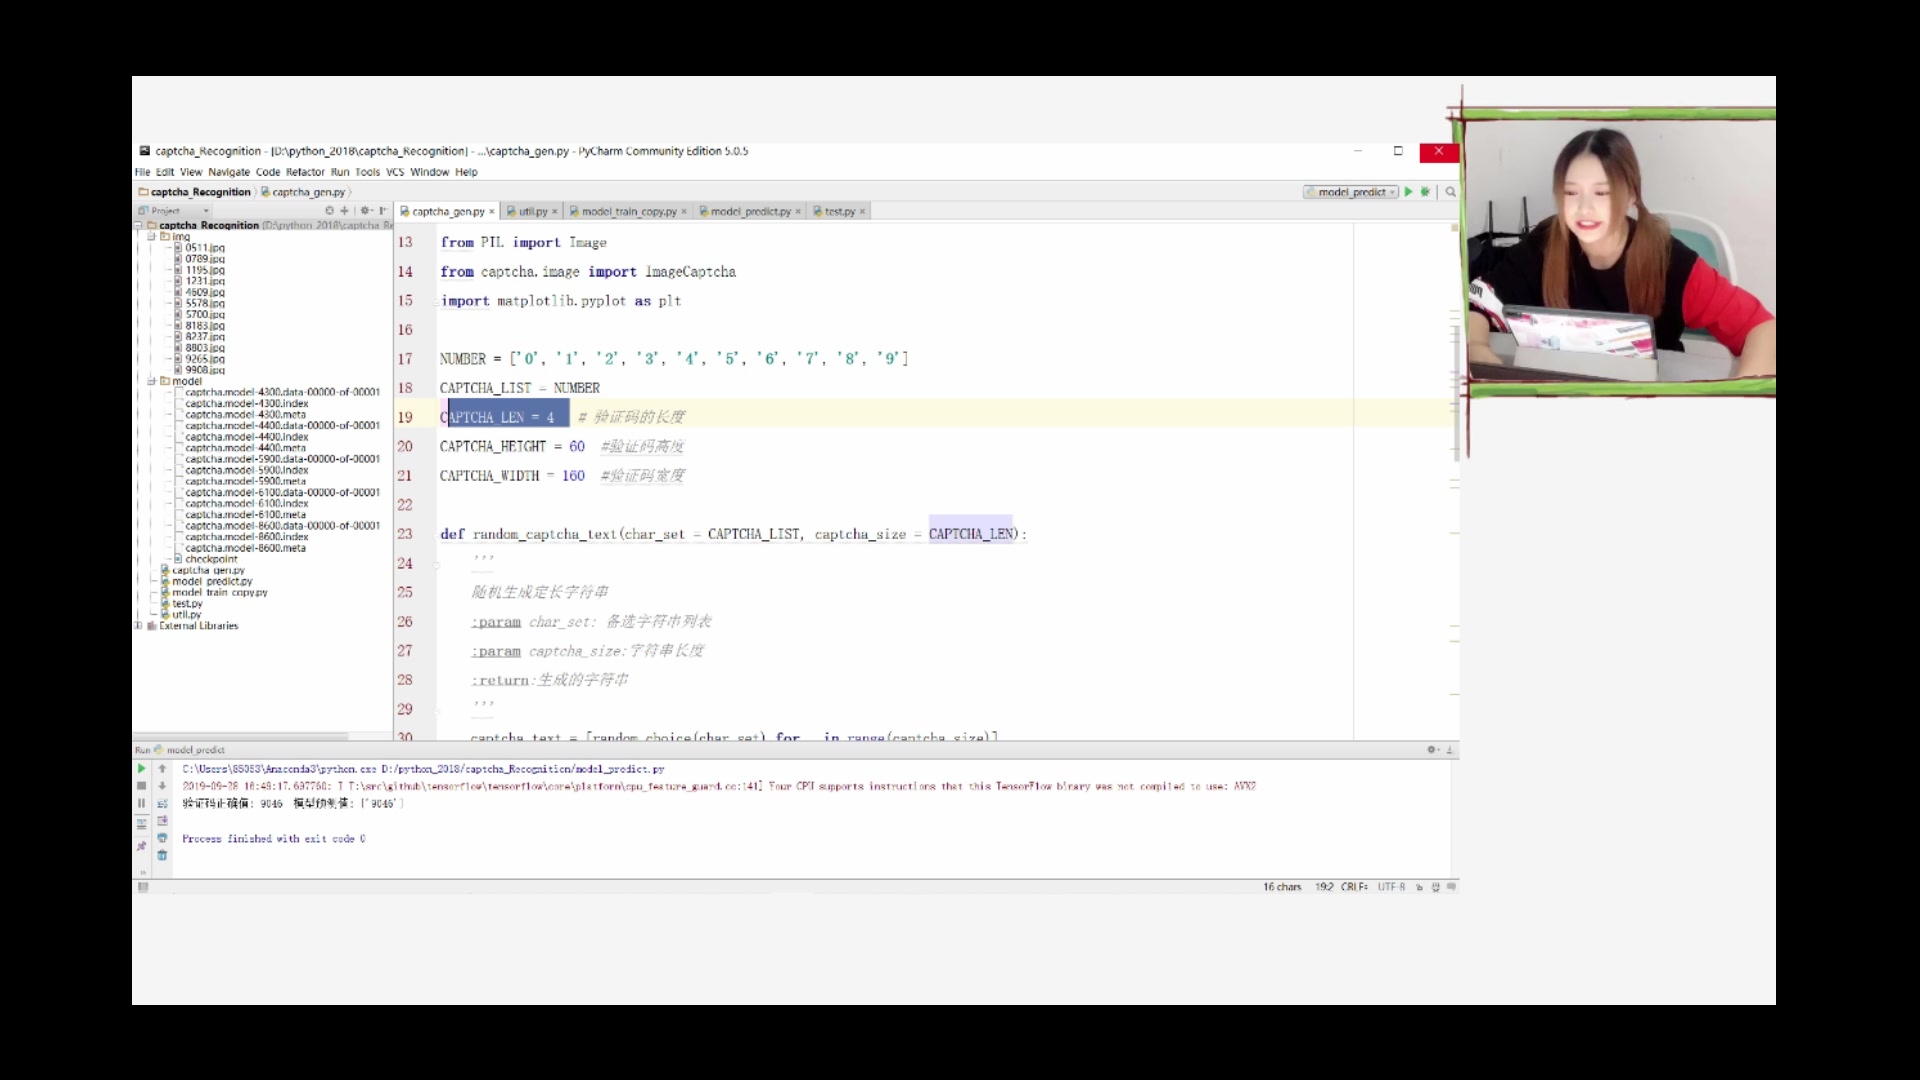 captcha_Recognition - [D:\python_2018\captcha_Recognition] - ...\captcha_gen.py - PyCharm Community Edition 5.0.5
File Edit View Navigate Code Refactor Run Tools VCS Window Help
captcha_Recognition captcha_gen.py
model_predict
Project
captcha_gen.py util.py model_train_copy.py model_predict.py test.py
captcha_Recognition (D:\python_2018\captcha_Re
img
0511.jpg
0789.jpg
1195.jpg
1231.jpg
4609.jpg
5578.jpg
5700.jpg
8183.jpg
8237.jpg
8803.jpg
9265.jpg
9908.jpg
model
captcha.model-4300.data-00000-of-00001
captcha.model-4300.index
captcha.model-4300.meta
captcha.model-4400.data-00000-of-00001
captcha.model-4400.index
captcha.model-4400.meta
captcha.model-5900.data-00000-of-00001
captcha.model-5900.index
captcha.model-5900.meta
captcha.model-6100.data-00000-of-00001
captcha.model-6100.index
captcha.model-6100.meta
captcha.model-8600.data-00000-of-00001
captcha.model-8600.index
captcha.model-8600.meta
checkpoint
captcha_gen.py
model_predict.py
model_train_copy.py
test.py
util.py
External Libraries
13 from PIL import Image
14 from captcha.image import ImageCaptcha
15 import matplotlib.pyplot as plt
16
17 NUMBER = ['0', '1', '2', '3', '4', '5', '6', '7', '8', '9']
18 CAPTCHA_LIST = NUMBER
19 CAPTCHA_LEN = 4 # 验证码的长度
20 CAPTCHA_HEIGHT = 60 #验证码高度
21 CAPTCHA_WIDTH = 160 #验证码宽度
22
23 def random_captcha_text(char_set = CAPTCHA_LIST, captcha_size = CAPTCHA_LEN):
24 '''
25 随机生成定长字符串
26 :param char_set: 备选字符串列表
27 :param captcha_size:字符串长度
28 :return:生成的字符串
29 '''
30 captcha_text = [random.choice(char_set) for _ in range(captcha_size)]
Run model_predict
C:\Users\85053\Anaconda3\python.exe D:/python_2018/captcha_Recognition/model_predict.py
2019-09-28 16:49:17.697760: I T:\src\github\tensorflow\tensorflow\core\platform\cpu_feature_guard.cc:141] Your CPU supports instructions that this TensorFlow binary was not compiled to use: AVX2
验证码正确值: 9046 模型预测值: ['9046']
Process finished with exit code 0
16 chars 19:2 CRLF÷ UTF-8